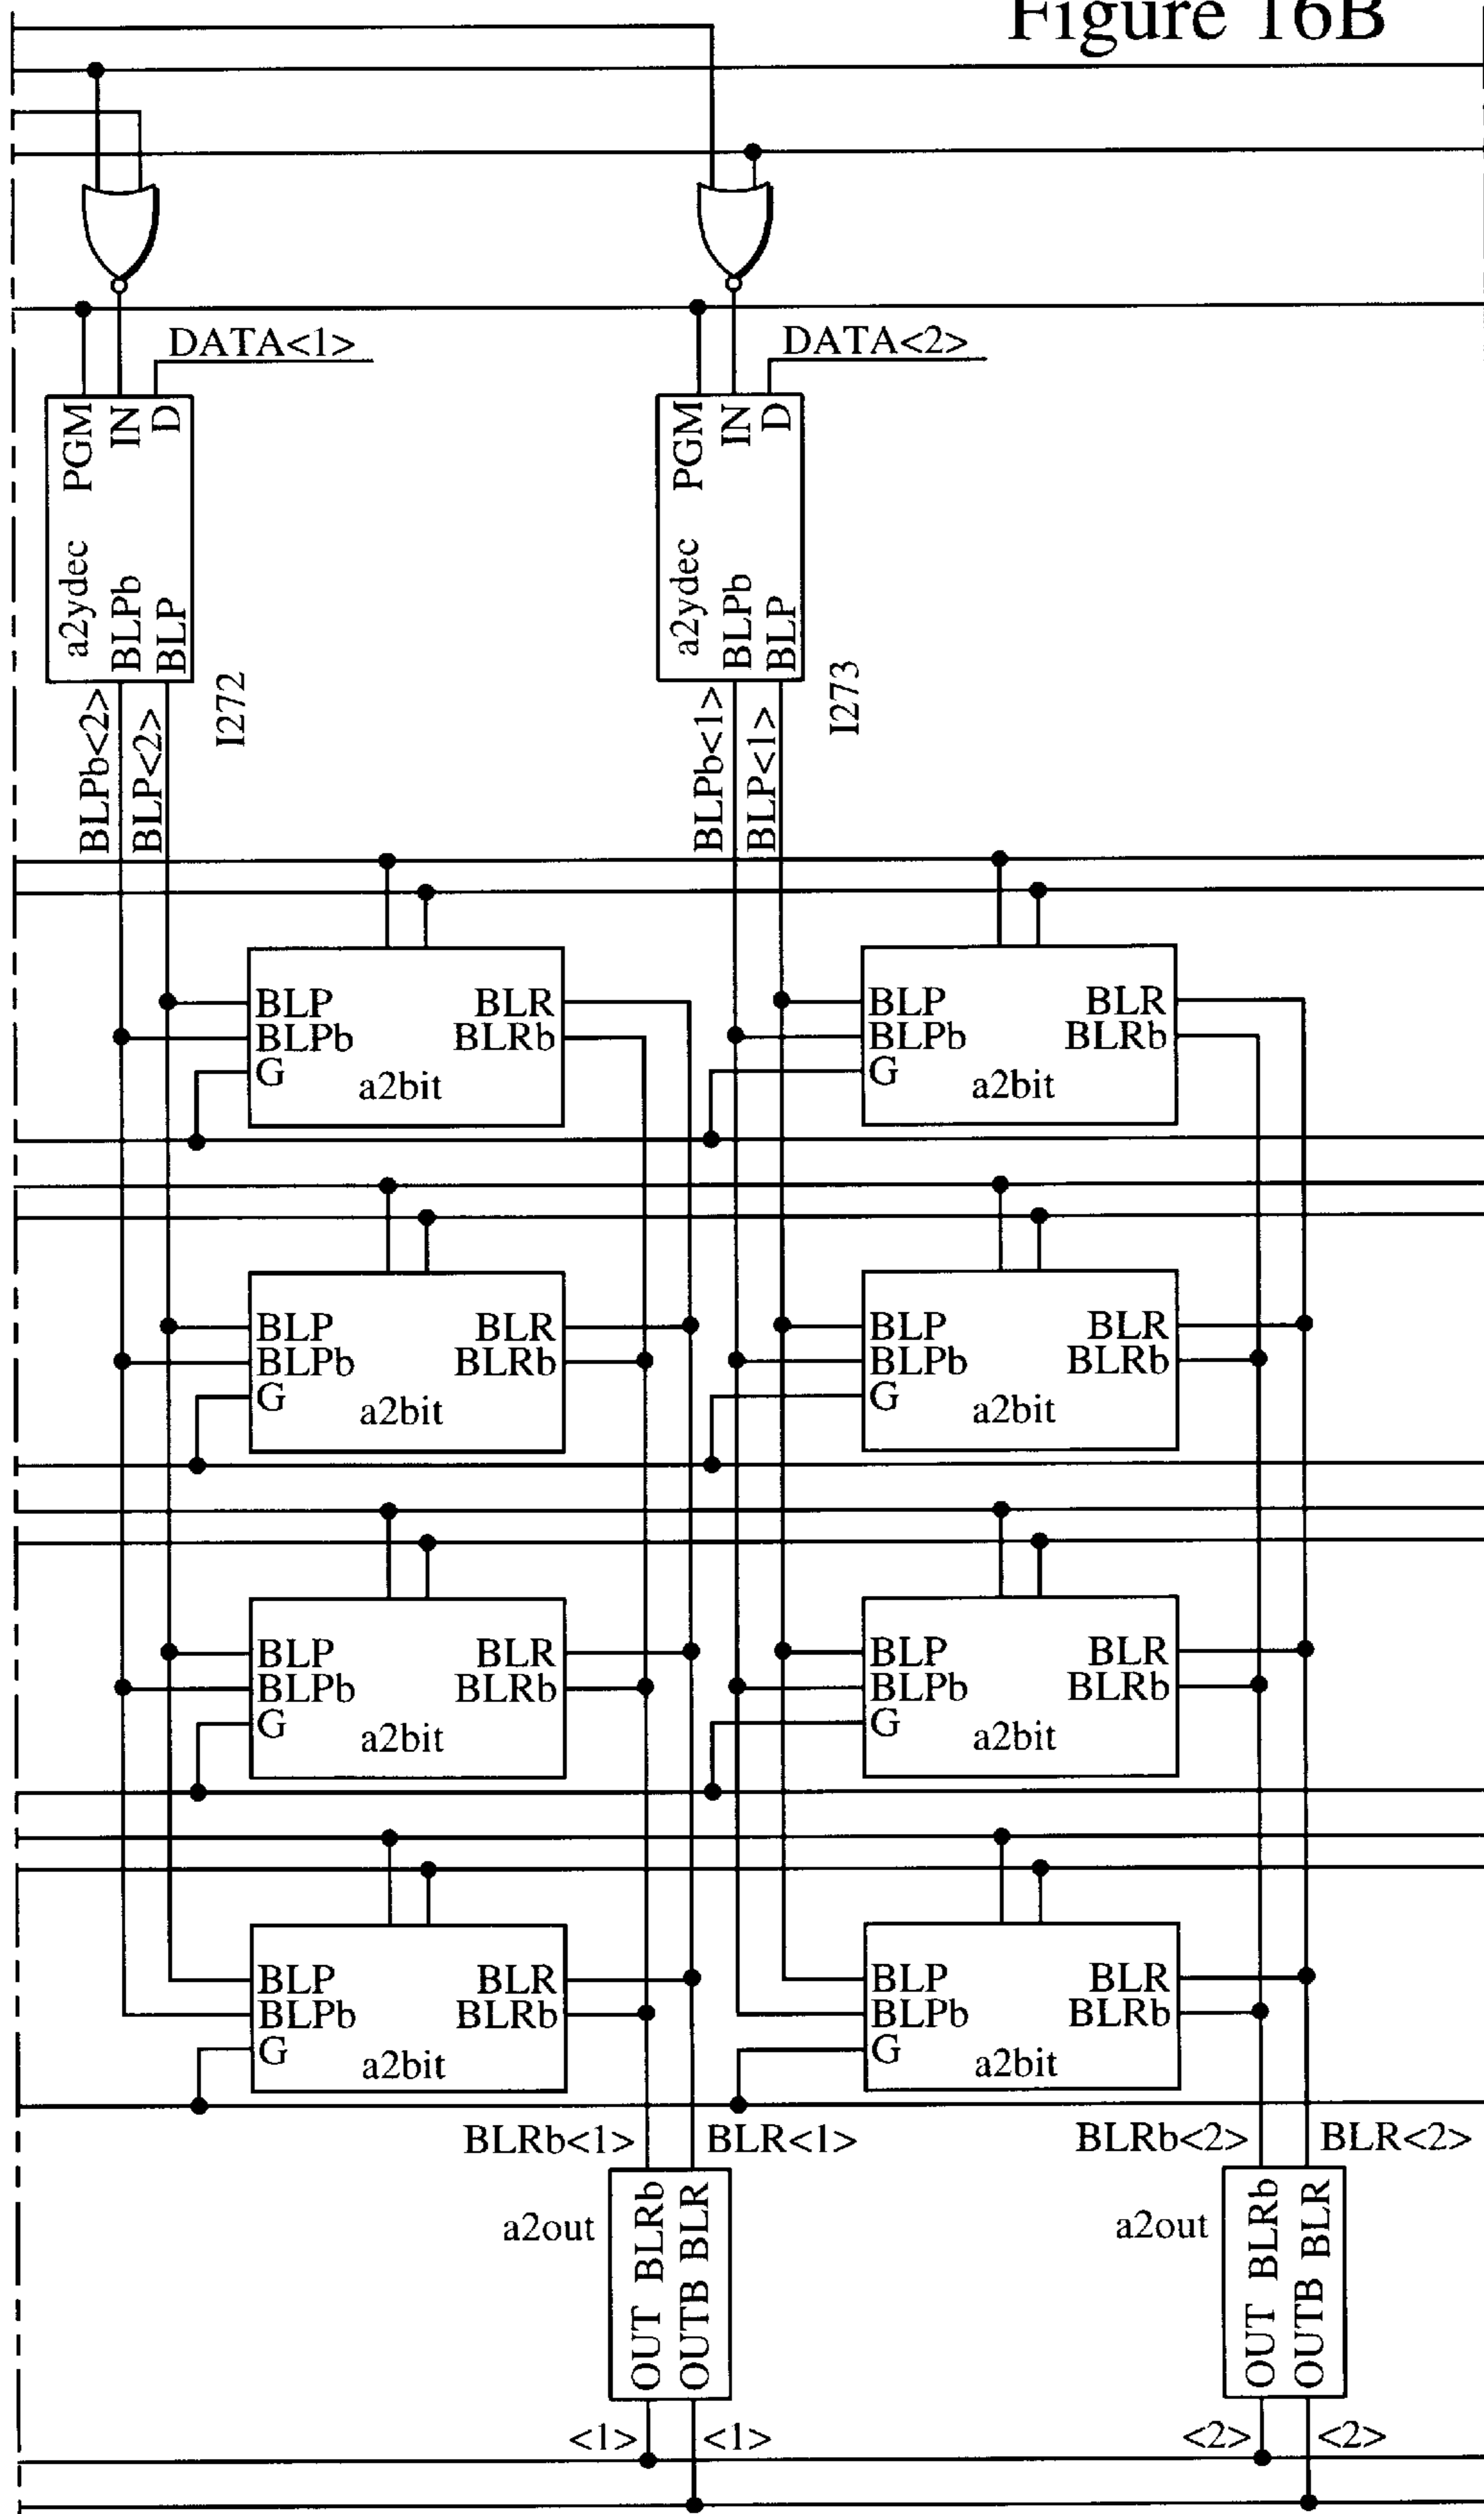 Figure 16B
DATA<1>
DATA<2>
PGM
IN
D
a2ydec
BLPb
BLP
I272
PGM
IN
D
a2ydec
BLPb
BLP
I273
BLPb<2>
BLP<2>
BLPb<1>
BLP<1>
BLP BLR
BLPb BLRb
G
a2bit
BLP BLR
BLPb BLRb
G
a2bit
BLP BLR
BLPb BLRb
G
a2bit
BLP BLR
BLPb BLRb
G
a2bit
BLP BLR
BLPb BLRb
G
a2bit
BLP BLR
BLPb BLRb
G
a2bit
BLP BLR
BLPb BLRb
G
a2bit
BLP BLR
BLPb BLRb
G
a2bit
BLRb<1> BLR<1>
BLRb<2> BLR<2>
a2out
OUT BLRb
OUTB BLR
a2out
OUT BLRb
OUTB BLR
<1> <1>
<2> <2>